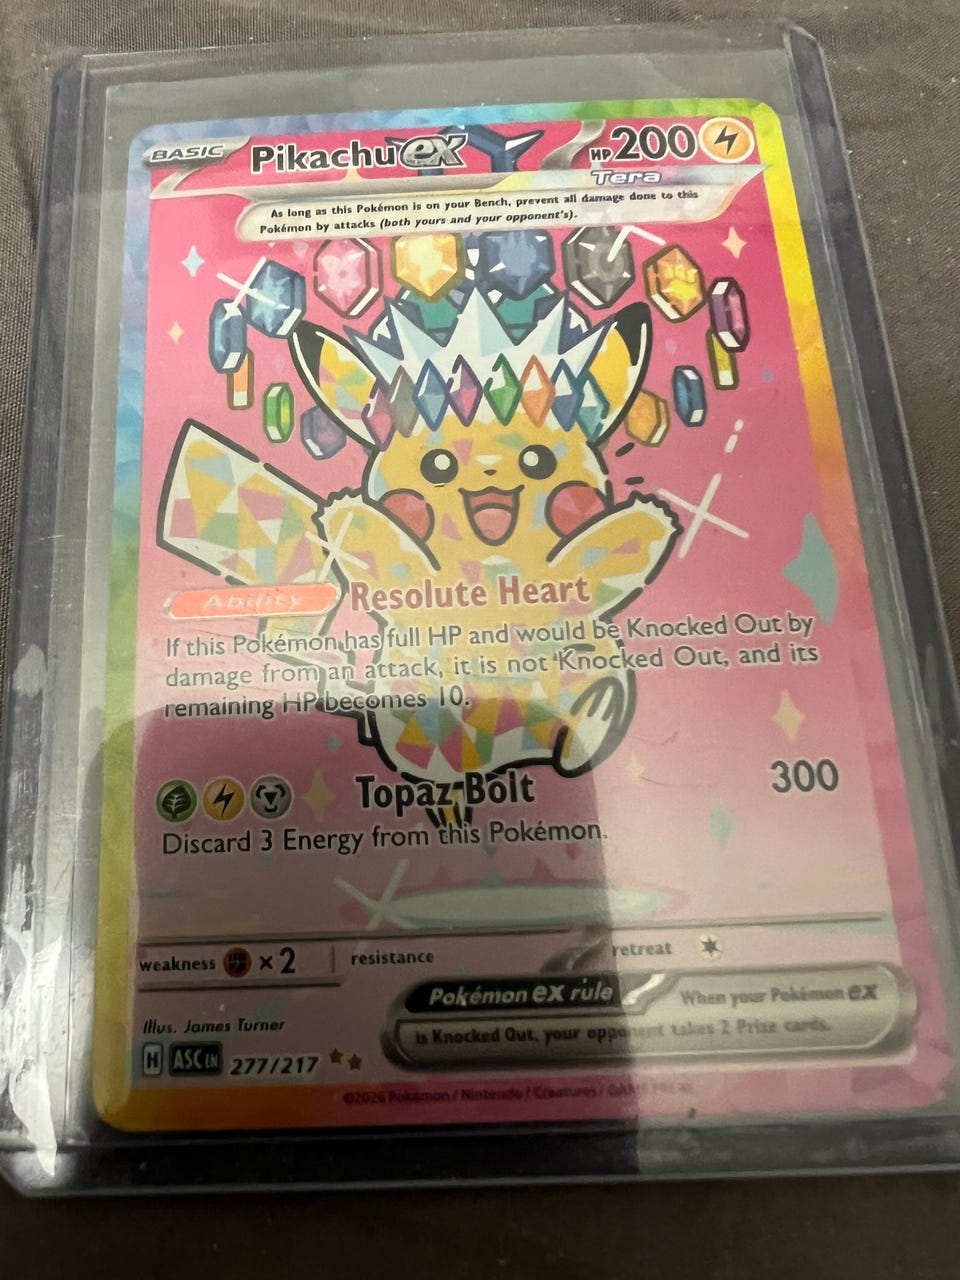 BASIC Pikachu ex HP 200
Tera
As long as this Pokémon is on your Bench, prevent all damage done to this
Pokémon by attacks (both yours and your opponent's).
Ability Resolute Heart
If this Pokémon has full HP and would be Knocked Out by
damage from an attack, it is not Knocked Out, and its
remaining HP becomes 10.
Topaz Bolt 300
Discard 3 Energy from this Pokémon.
weakness ×2 resistance retreat
Pokémon ex rule When your Pokémon ex
is Knocked Out, your opponent takes 2 Prize cards.
Illus. James Turner
H ASC EN 277/217
©2026 Pokémon / Nintendo / Creatures / GAME FREAK